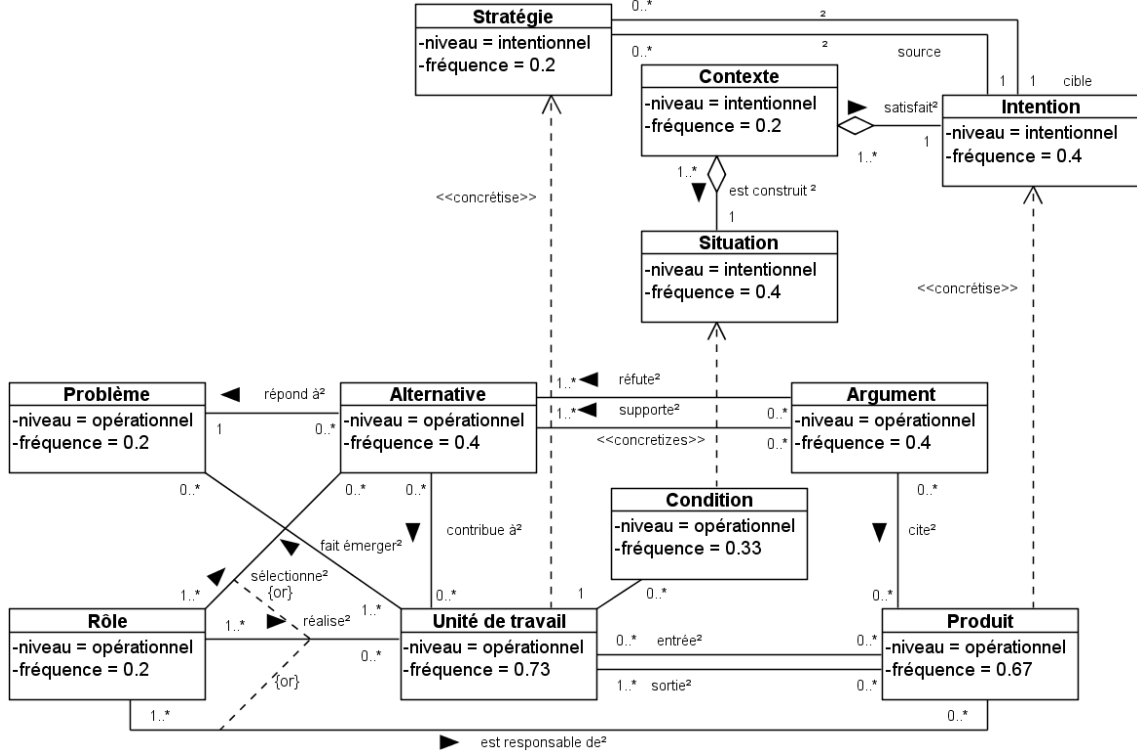 Stratégie
-niveau = intentionnel
-fréquence = 0.2
0..*
²
0..*
²
source
1
1
cible
Contexte
-niveau = intentionnel
-fréquence = 0.2
satisfait²
1..*
1
Intention
-niveau = intentionnel
-fréquence = 0.4
1..*
est construit ²
1
<<concrétise>>
Situation
-niveau = intentionnel
-fréquence = 0.4
<<concrétise>>
Problème
-niveau = opérationnel
-fréquence = 0.2
répond à²
1
0..*
Alternative
-niveau = opérationnel
-fréquence = 0.4
1..*
réfute²
1..*
supporte²
0..*
<<concretizes>>
0..*
Argument
-niveau = opérationnel
-fréquence = 0.4
0..*
0..*
0..*
0..*
Condition
-niveau = opérationnel
-fréquence = 0.33
contribue à²
cite²
fait émerger²
sélectionne²
{or}
1..*
1..*
0..*
1
0..*
0..*
Rôle
-niveau = opérationnel
-fréquence = 0.2
1..*
réalise²
0..*
Unité de travail
-niveau = opérationnel
-fréquence = 0.73
0..*
entrée²
0..*
1..*
sortie²
0..*
Produit
-niveau = opérationnel
-fréquence = 0.67
{or}
1..*
0..*
est responsable de²